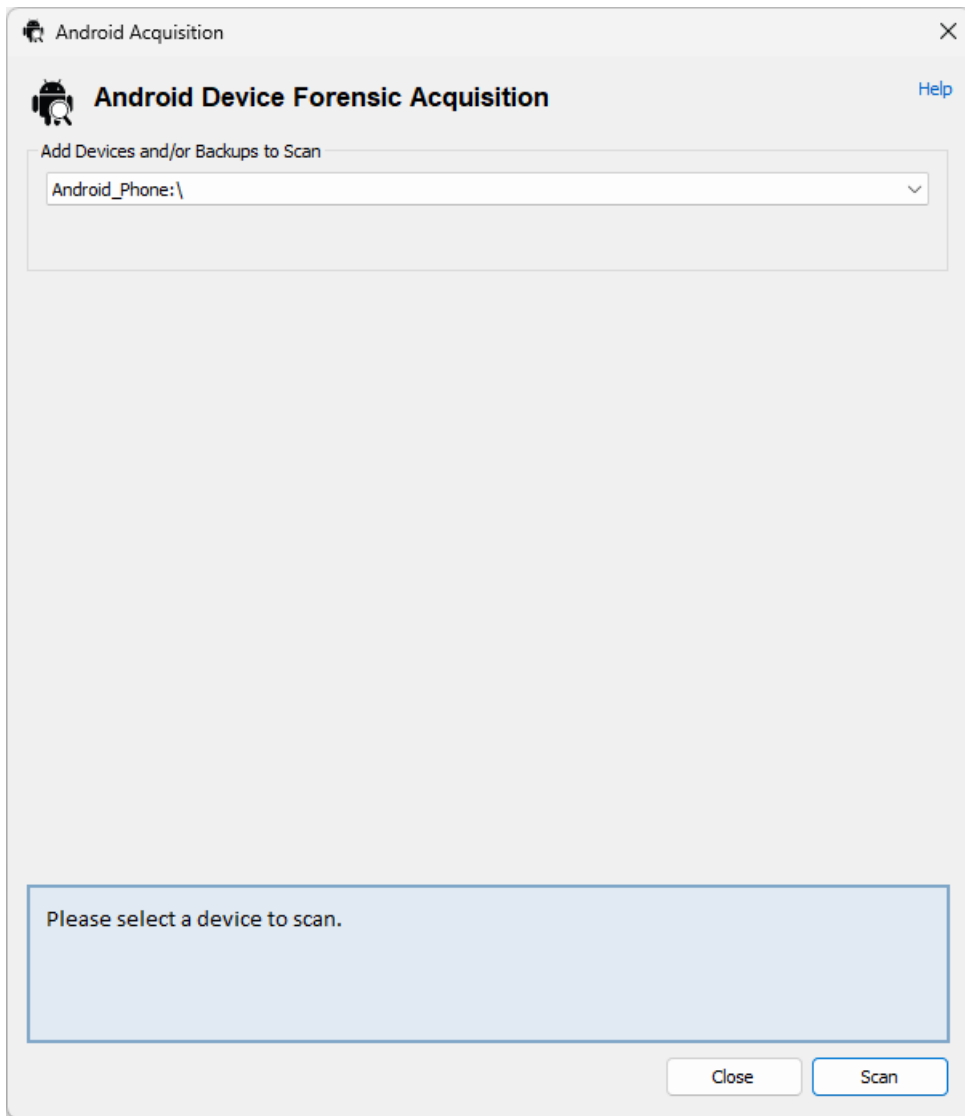 Android Acquisition
Android Device Forensic Acquisition
Help
Add Devices and/or Backups to Scan
Android_Phone:\
Please select a device to scan.
Close
Scan